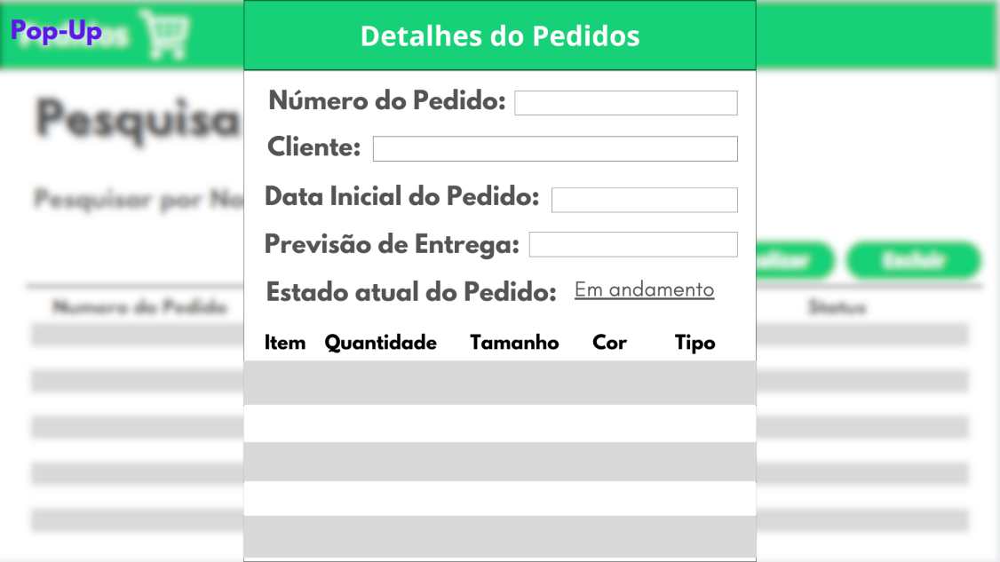 Pop-Up
Pedidos
Detalhes do Pedidos
Pesquisa
Pesquisar por No
Número do Pedido:
Cliente:
Data Inicial do Pedido:
Previsão de Entrega:
Excluir
Estado atual do Pedido: Em andamento
Numero do Pedido
Status
Item Quantidade Tamanho Cor Tipo